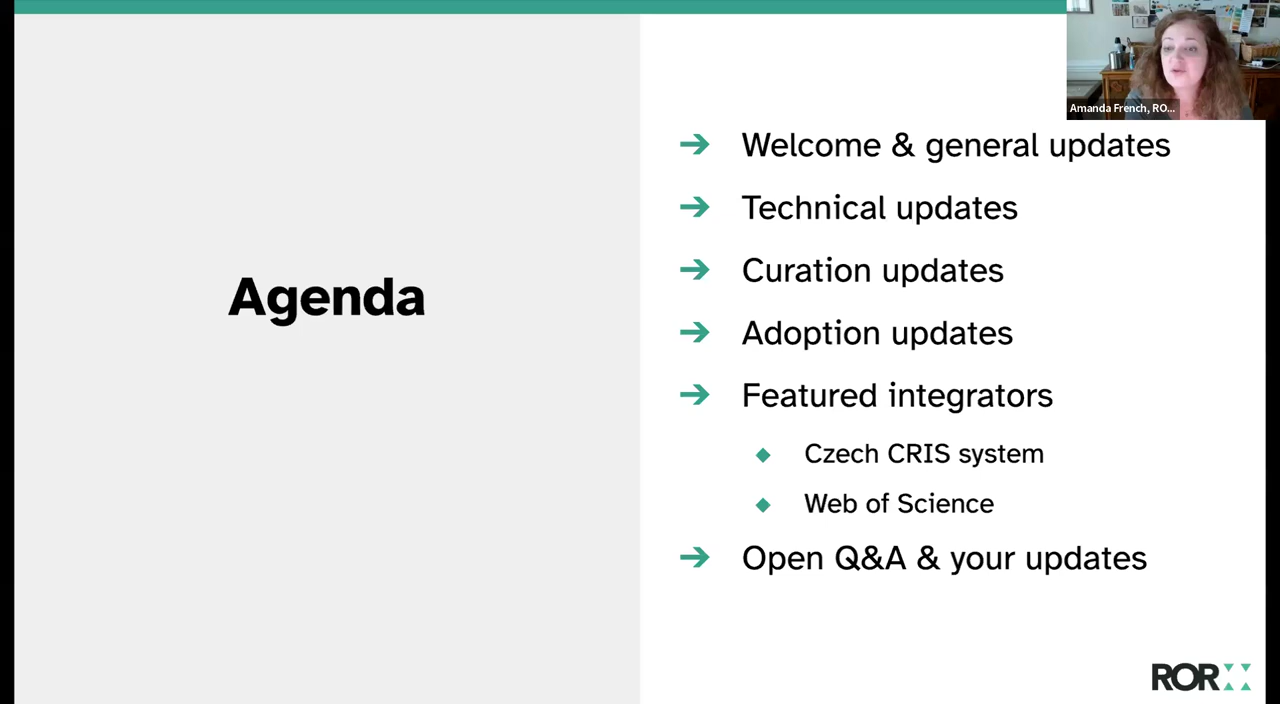 Amanda French, RO...
Agenda
Welcome & general updates
Technical updates
Curation updates
Adoption updates
Featured integrators
Czech CRIS system
Web of Science
Open Q&A & your updates
ROR